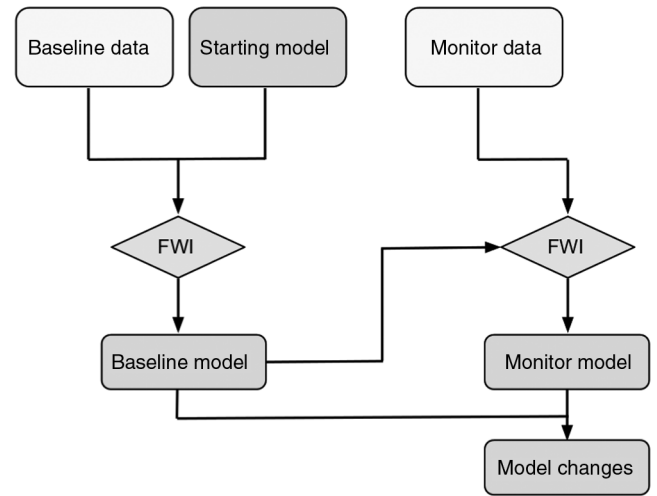 Baseline data
Starting model
Monitor data
FWI
FWI
Baseline model
Monitor model
Model changes